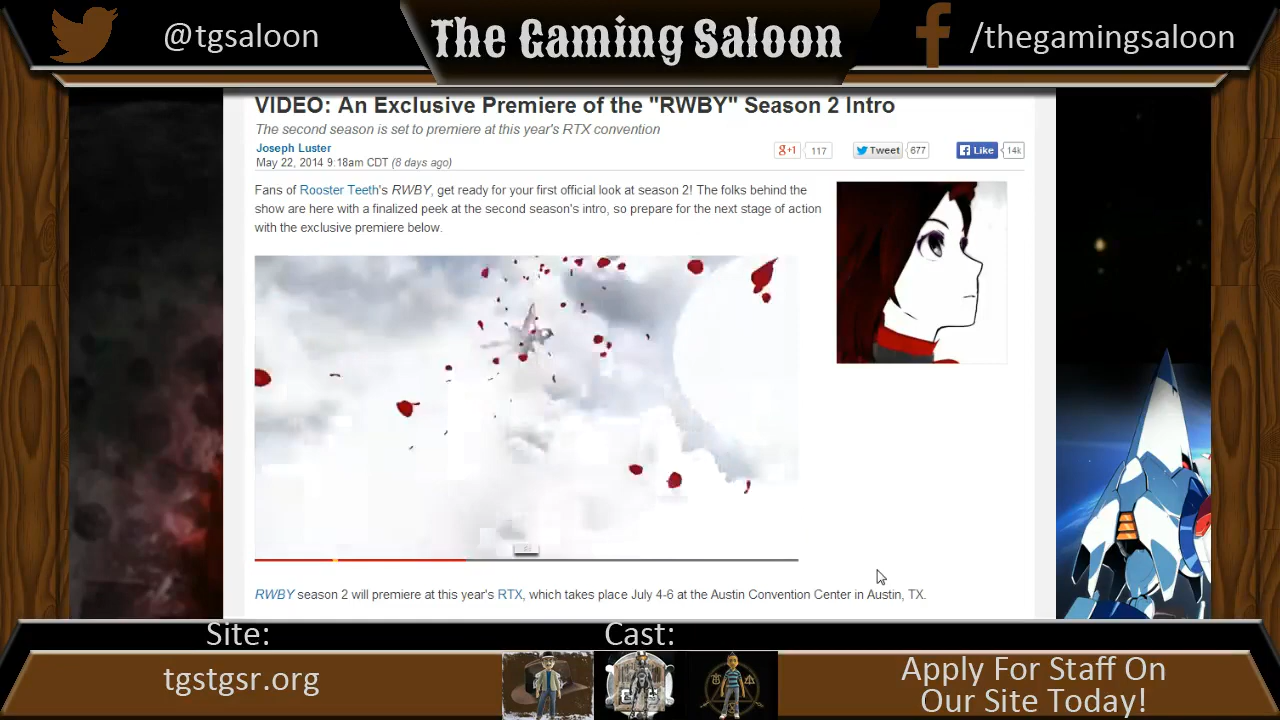 @tgsaloon
The Gaming Saloon
/thegamingsaloon
VIDEO: An Exclusive Premiere of the "RWBY" Season 2 Intro
The second season is set to premiere at this year's RTX convention
Joseph Luster
May 22, 2014 9:18am CDT (8 days ago)
g+1 117
Tweet 677
Like 14k
Fans of Rooster Teeth's RWBY, get ready for your first official look at season 2! The folks behind the
show are here with a finalized peek at the second season's intro, so prepare for the next stage of action
with the exclusive premiere below.
RWBY season 2 will premiere at this year's RTX, which takes place July 4-6 at the Austin Convention Center in Austin, TX.
Site:
Cast:
tgstgsr.org
Apply For Staff On
Our Site Today!